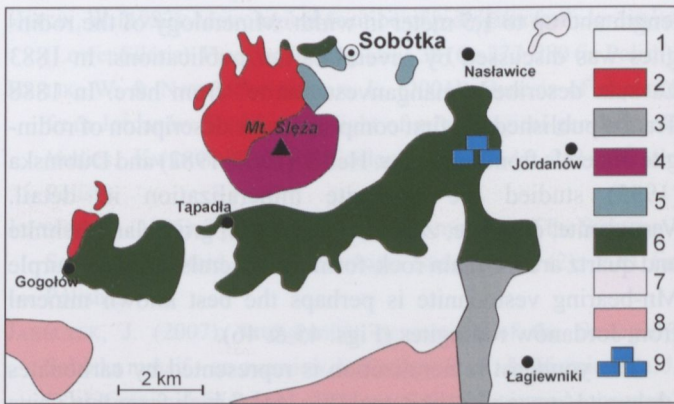 Sobótka
Nasławice
Mt. Ślęża
Jordanów
Tąpadła
Gogołów
Łagiewniki
2 km
1
2
3
4
5
6
7
8
9